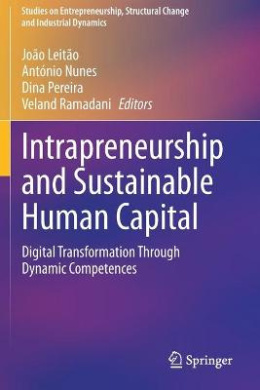 Studies on Entrepreneurship, Structural Change
and Industrial Dynamics
João Leitão
António Nunes
Dina Pereira
Veland Ramadani Editors
Intrapreneurship
and Sustainable
Human Capital
Digital Transformation Through
Dynamic Competences
Springer